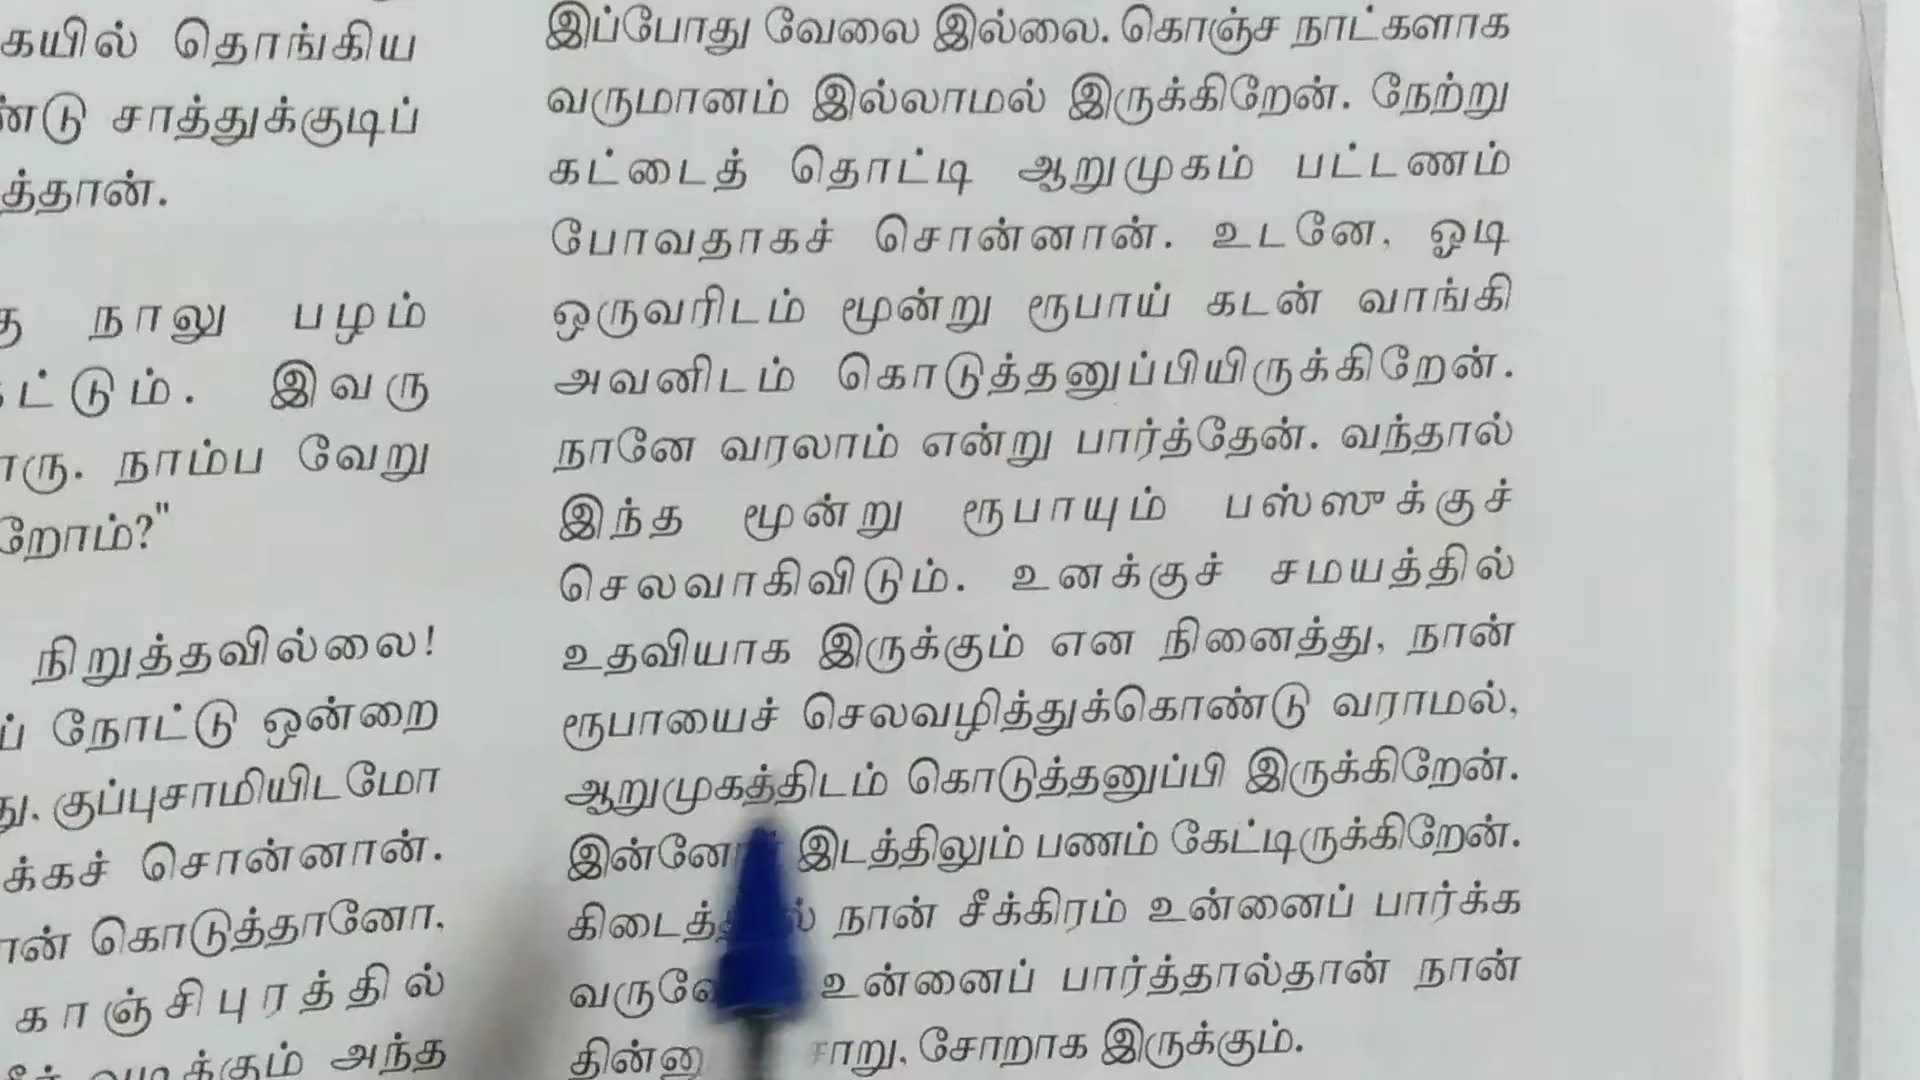 கயில் தொங்கிய
சாத்துக்குடிப்
த்தான்.
நாலு பழம்
ட்டும். இவரு
நாம்ப வேறு
றோம்?"
நிறுத்தவில்லை!
நோட்டு ஒன்றை
குப்புசாமியிடமோ
க்கச் சொன்னான்.
கொடுத்தானோ,
காஞ்சிபுரத்தில்
அந்த
இப்போது வேலை இல்லை. கொஞ்ச நாட்களாக
வருமானம் இல்லாமல் இருக்கிறேன். நேற்று
கட்டைத் தொட்டி ஆறுமுகம் பட்டணம்
போவதாகச் சொன்னான். உடனே, ஓடி
ஒருவரிடம் மூன்று ரூபாய் கடன் வாங்கி
அவனிடம் கொடுத்தனுப்பியிருக்கிறேன்.
நானே வரலாம் என்று பார்த்தேன். வந்தால்
இந்த மூன்று ரூபாயும் பஸ்ஸுக்குச்
செலவாகிவிடும். உனக்குச் சமயத்தில்
உதவியாக இருக்கும் என நினைத்து, நான்
ரூபாயைச் செலவழித்துக்கொண்டு வராமல்,
ஆறுமுகத்திடம் கொடுத்தனுப்பி இருக்கிறேன்.
இடத்திலும் பணம் கேட்டிருக்கிறேன்.
நான் சீக்கிரம் உன்னைப் பார்க்க
உன்னைப் பார்த்தால்தான் நான்
சோறாக இருக்கும்.